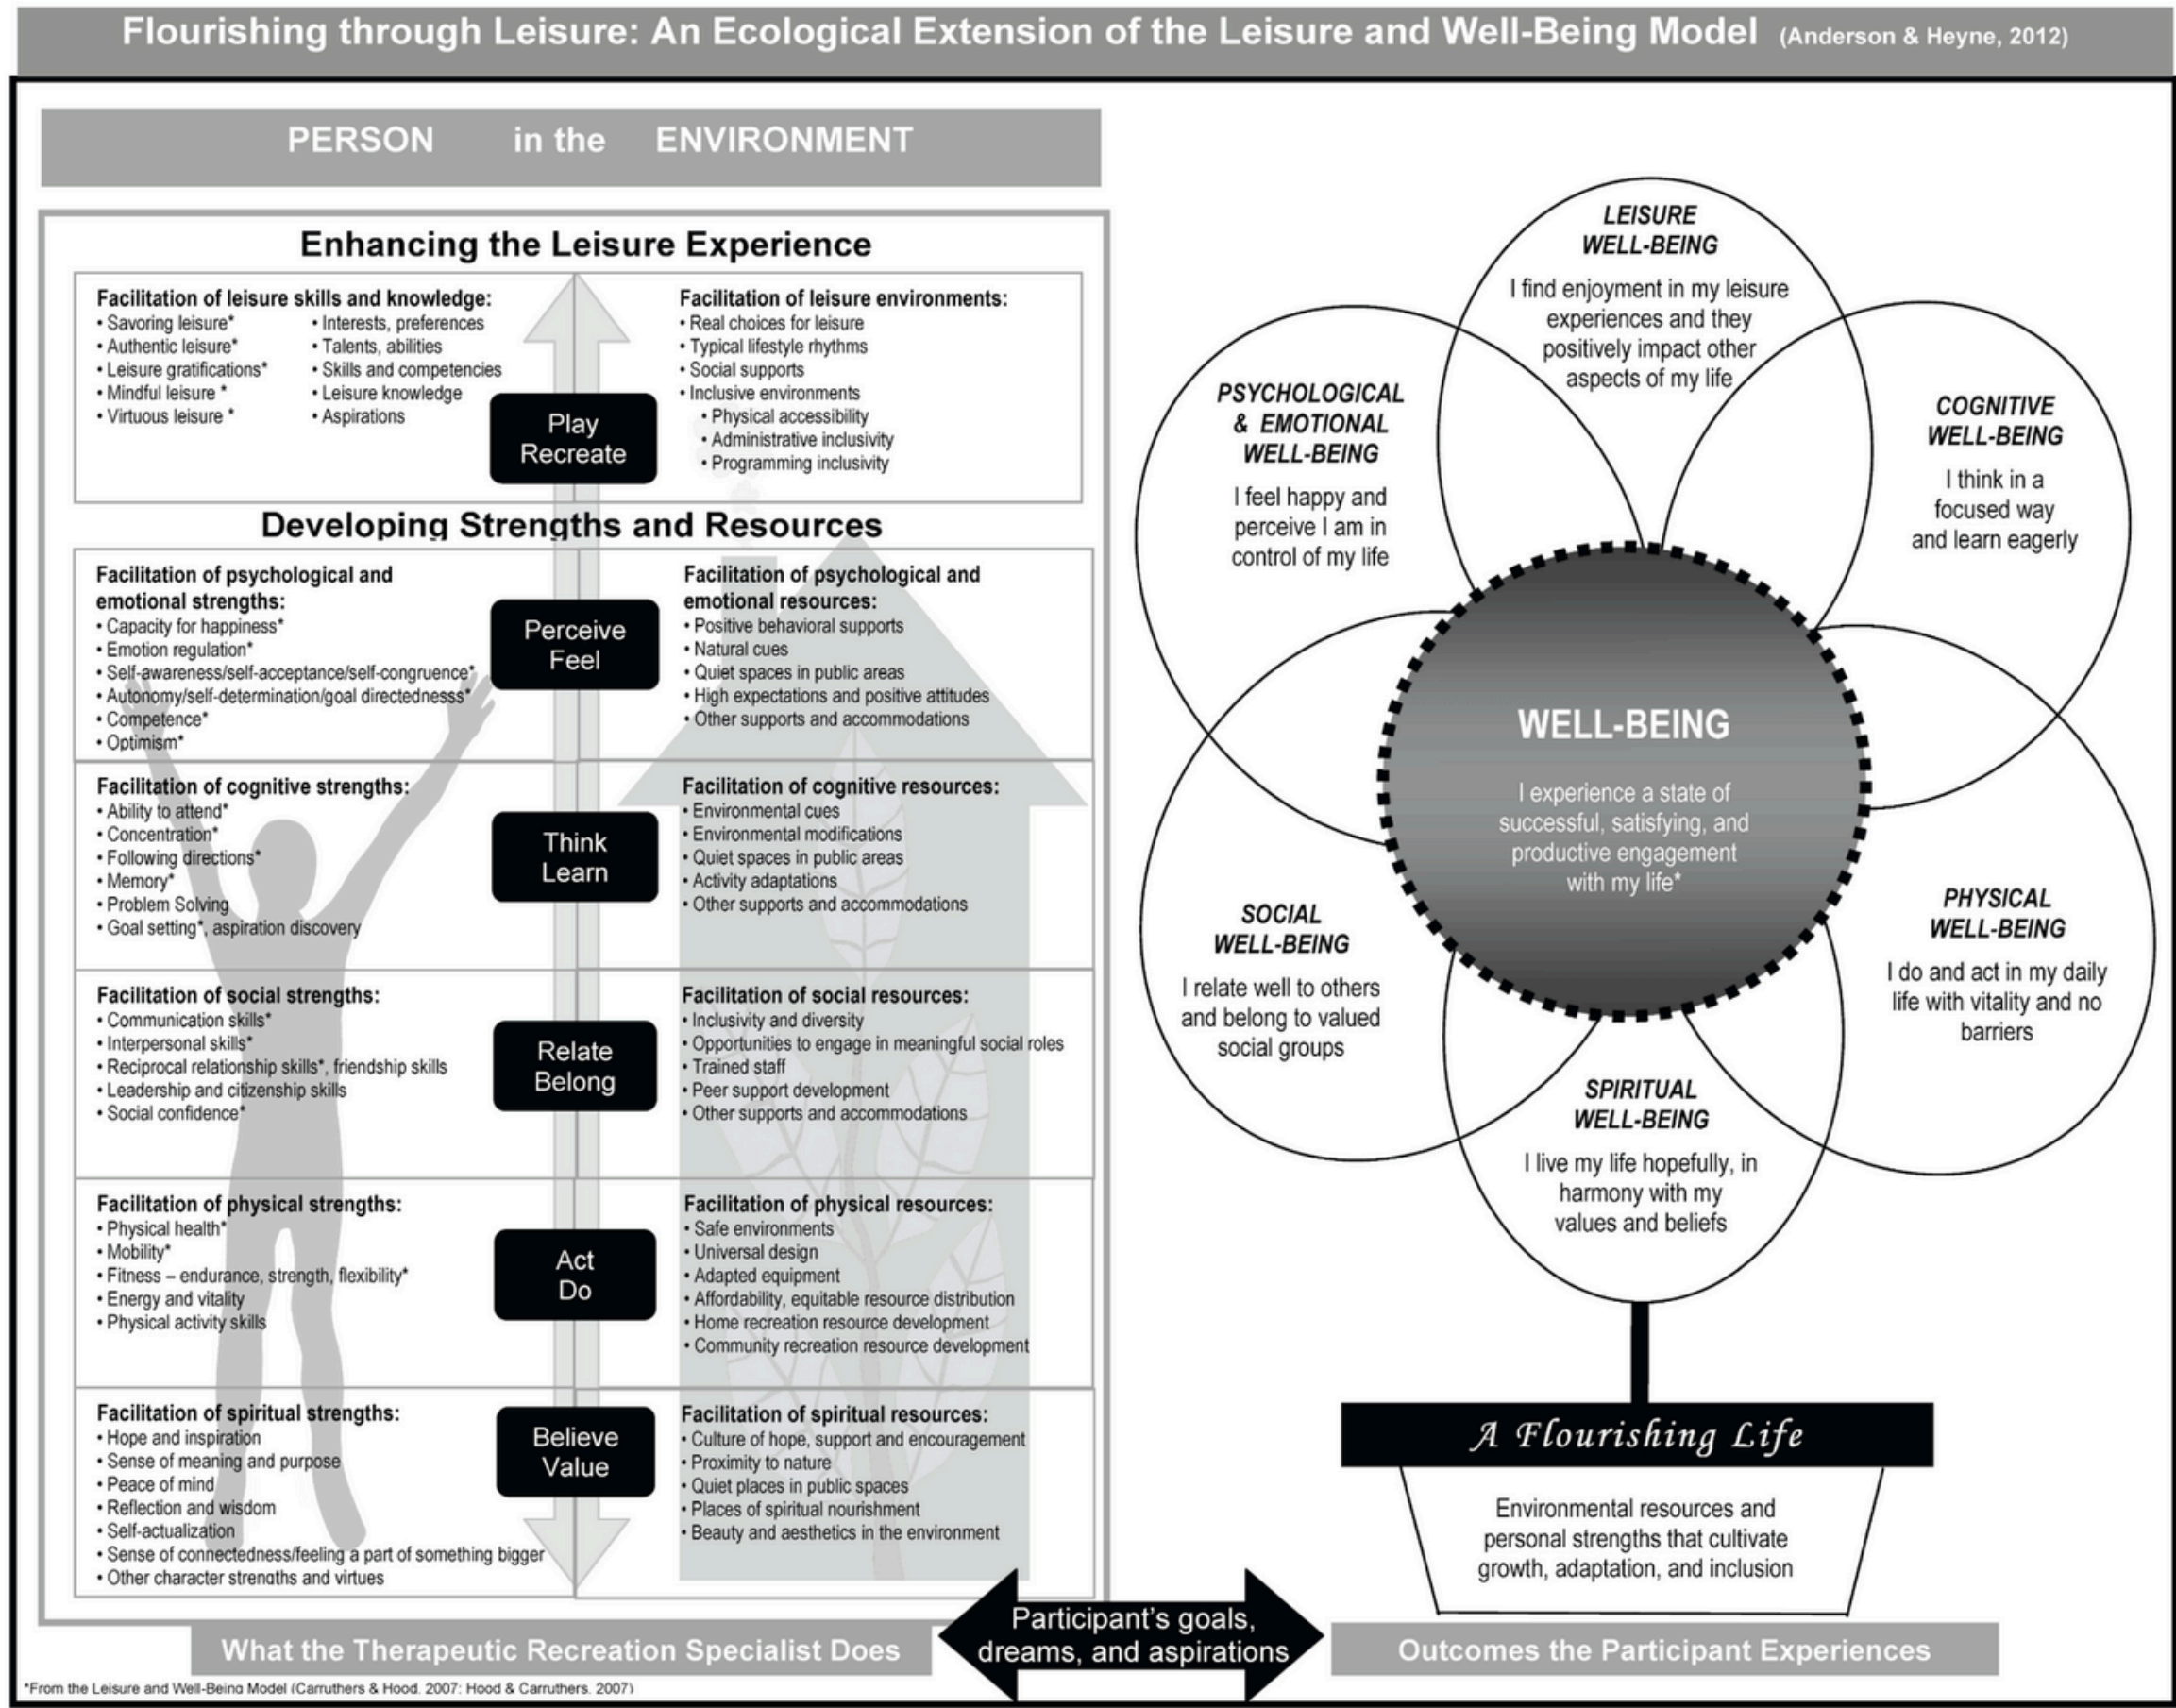 Flourishing through Leisure: An Ecological Extension of the Leisure and Well-Being Model (Anderson & Heyne, 2012)
PERSON in the ENVIRONMENT
Enhancing the Leisure Experience
Facilitation of leisure skills and knowledge:
• Savoring leisure*
• Authentic leisure*
• Leisure gratifications*
• Mindful leisure *
• Virtuous leisure *
• Interests, preferences
• Talents, abilities
• Skills and competencies
• Leisure knowledge
• Aspirations
Play
Recreate
Facilitation of leisure environments:
• Real choices for leisure
• Typical lifestyle rhythms
• Social supports
• Inclusive environments
• Physical accessibility
• Administrative inclusivity
• Programming inclusivity
Developing Strengths and Resources
Facilitation of psychological and
emotional strengths:
• Capacity for happiness*
• Emotion regulation*
• Self-awareness/self-acceptance/self-congruence*
• Autonomy/self-determination/goal directednesss*
• Competence*
• Optimism*
Perceive
Feel
Facilitation of psychological and
emotional resources:
• Positive behavioral supports
• Natural cues
• Quiet spaces in public areas
• High expectations and positive attitudes
• Other supports and accommodations
Facilitation of cognitive strengths:
• Ability to attend*
• Concentration*
• Following directions*
• Memory*
• Problem Solving
• Goal setting*, aspiration discovery
Think
Learn
Facilitation of cognitive resources:
• Environmental cues
• Environmental modifications
• Quiet spaces in public areas
• Activity adaptations
• Other supports and accommodations
Facilitation of social strengths:
• Communication skills*
• Interpersonal skills*
• Reciprocal relationship skills*, friendship skills
• Leadership and citizenship skills
• Social confidence*
Relate
Belong
Facilitation of social resources:
• Inclusivity and diversity
• Opportunities to engage in meaningful social roles
• Trained staff
• Peer support development
• Other supports and accommodations
Facilitation of physical strengths:
• Physical health*
• Mobility*
• Fitness – endurance, strength, flexibility*
• Energy and vitality
• Physical activity skills
Act
Do
Facilitation of physical resources:
• Safe environments
• Universal design
• Adapted equipment
• Affordability, equitable resource distribution
• Home recreation resource development
• Community recreation resource development
Facilitation of spiritual strengths:
• Hope and inspiration
• Sense of meaning and purpose
• Peace of mind
• Reflection and wisdom
• Self-actualization
• Sense of connectedness/feeling a part of something bigger
• Other character strengths and virtues
Believe
Value
Facilitation of spiritual resources:
• Culture of hope, support and encouragement
• Proximity to nature
• Quiet places in public spaces
• Places of spiritual nourishment
• Beauty and aesthetics in the environment
What the Therapeutic Recreation Specialist Does
*From the Leisure and Well-Being Model (Carruthers & Hood, 2007; Hood & Carruthers, 2007)
Participant's goals,
dreams, and aspirations
LEISURE
WELL-BEING
I find enjoyment in my leisure
experiences and they
positively impact other
aspects of my life
PSYCHOLOGICAL
& EMOTIONAL
WELL-BEING
I feel happy and
perceive I am in
control of my life
COGNITIVE
WELL-BEING
I think in a
focused way
and learn eagerly
WELL-BEING
I experience a state of
successful, satisfying, and
productive engagement
with my life*
SOCIAL
WELL-BEING
I relate well to others
and belong to valued
social groups
PHYSICAL
WELL-BEING
I do and act in my daily
life with vitality and no
barriers
SPIRITUAL
WELL-BEING
I live my life hopefully, in
harmony with my
values and beliefs
A Flourishing Life
Environmental resources and
personal strengths that cultivate
growth, adaptation, and inclusion
Outcomes the Participant Experiences